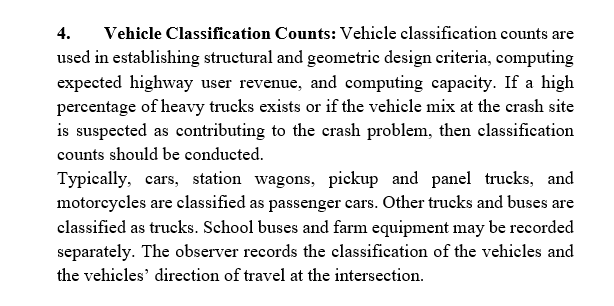 4. Vehicle Classification Counts: Vehicle classification counts are
used in establishing structural and geometric design criteria, computing
expected highway user revenue, and computing capacity. If a high
percentage of heavy trucks exists or if the vehicle mix at the crash site
is suspected as contributing to the crash problem, then classification
counts should be conducted.
Typically, cars, station wagons, pickup and panel trucks, and
motorcycles are classified as passenger cars. Other trucks and buses are
classified as trucks. School buses and farm equipment may be recorded
separately. The observer records the classification of the vehicles and
the vehicles’ direction of travel at the intersection.